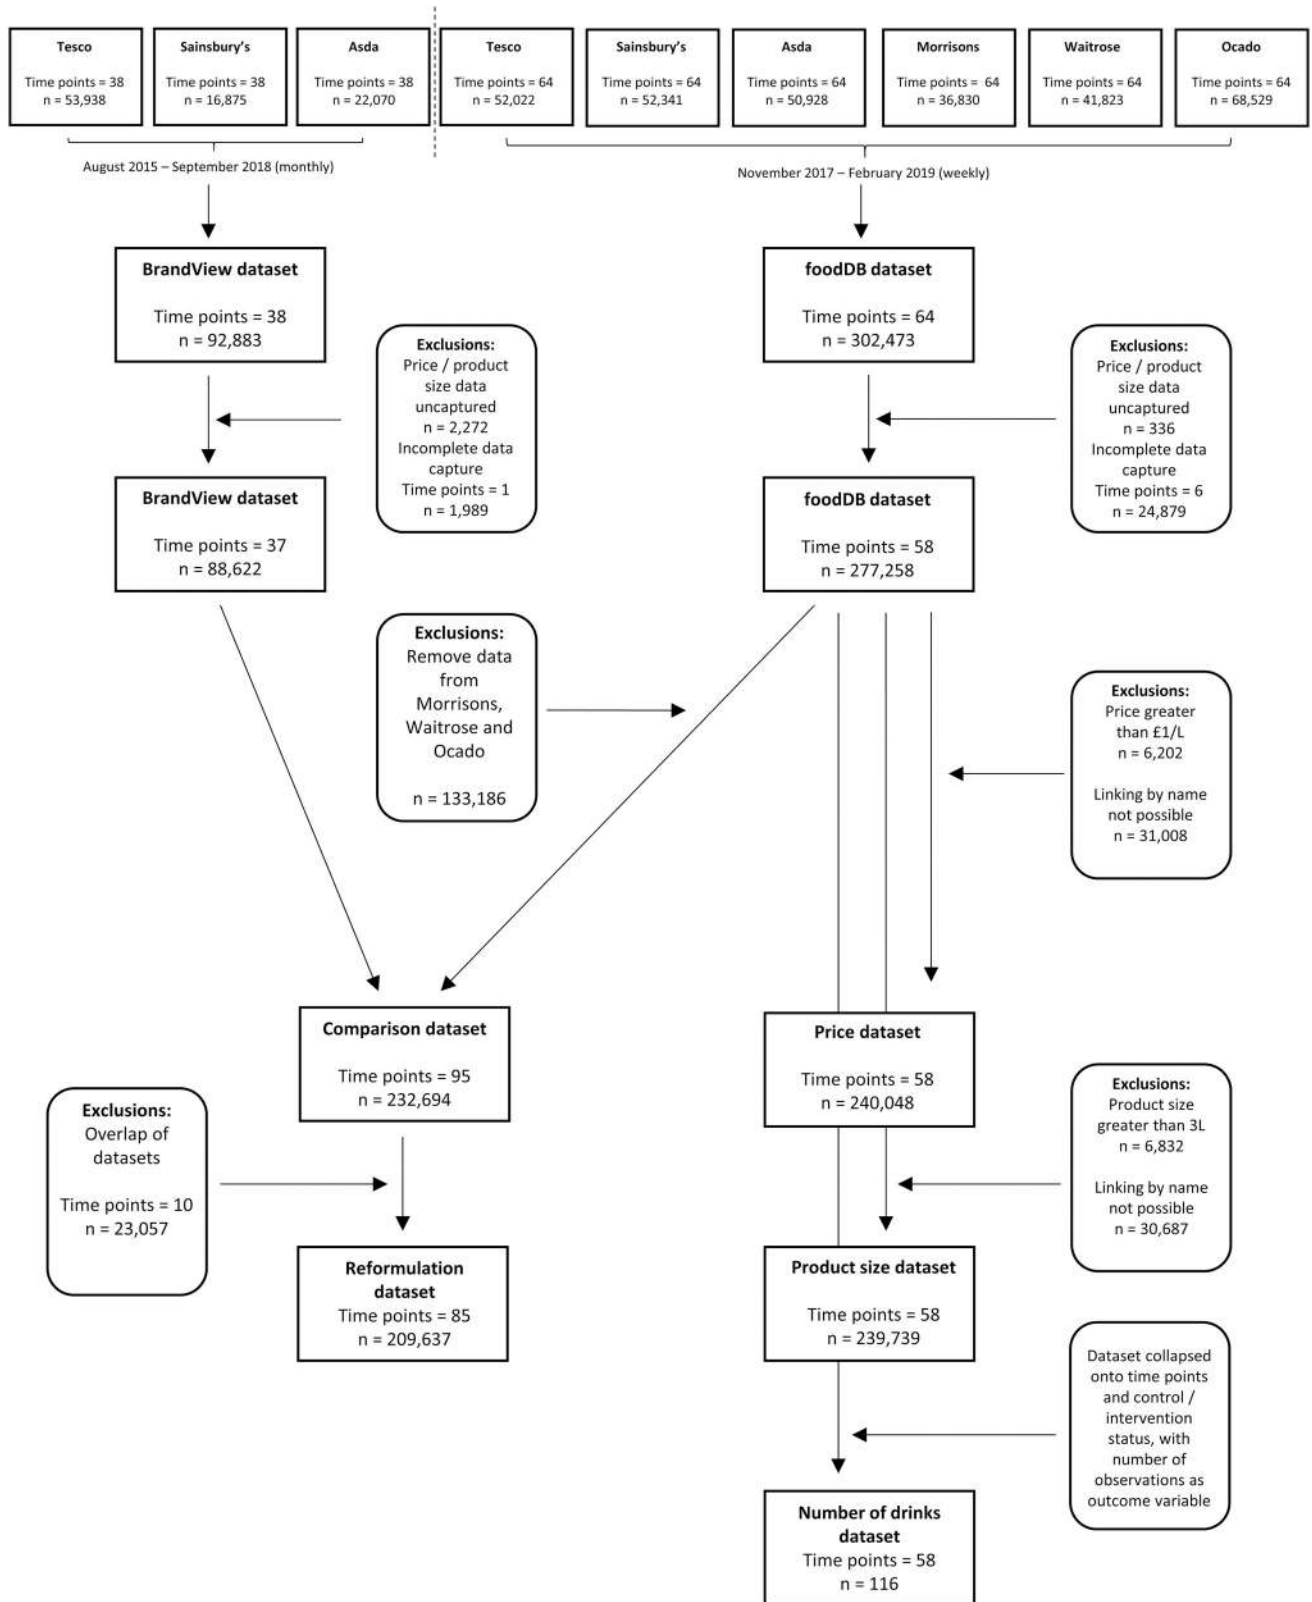 Tesco
Time points = 38
n = 53,938
Sainsbury's
Time points = 38
n = 16,875
Asda
Time points = 38
n = 22,070
Tesco
Time points = 64
n = 52,022
Sainsbury's
Time points = 64
n = 52,341
Asda
Time points = 64
n = 50,928
Morrisons
Time points = 64
n = 36,830
Waitrose
Time points = 64
n = 41,823
Ocado
Time points = 64
n = 68,529
August 2015 – September 2018 (monthly)
November 2017 – February 2019 (weekly)
BrandView dataset
Time points = 38
n = 92,883
foodDB dataset
Time points = 64
n = 302,473
Exclusions:
Price / product
size data
uncaptured
n = 2,272
Incomplete data
capture
Time points = 1
n = 1,989
Exclusions:
Price / product
size data
uncaptured
n = 336
Incomplete data
capture
Time points = 6
n = 24,879
BrandView dataset
Time points = 37
n = 88,622
foodDB dataset
Time points = 58
n = 277,258
Exclusions:
Remove data
from
Morrisons,
Waitrose and
Ocado
n = 133,186
Exclusions:
Price greater
than £1/L
n = 6,202
Linking by name
not possible
n = 31,008
Comparison dataset
Time points = 95
n = 232,694
Price dataset
Time points = 58
n = 240,048
Exclusions:
Overlap of
datasets
Time points = 10
n = 23,057
Exclusions:
Product size
greater than 3L
n = 6,832
Linking by name
not possible
n = 30,687
Reformulation
dataset
Time points = 85
n = 209,637
Product size dataset
Time points = 58
n = 239,739
Dataset collapsed
onto time points
and control /
intervention
status, with
number of
observations as
outcome variable
Number of drinks
dataset
Time points = 58
n = 116